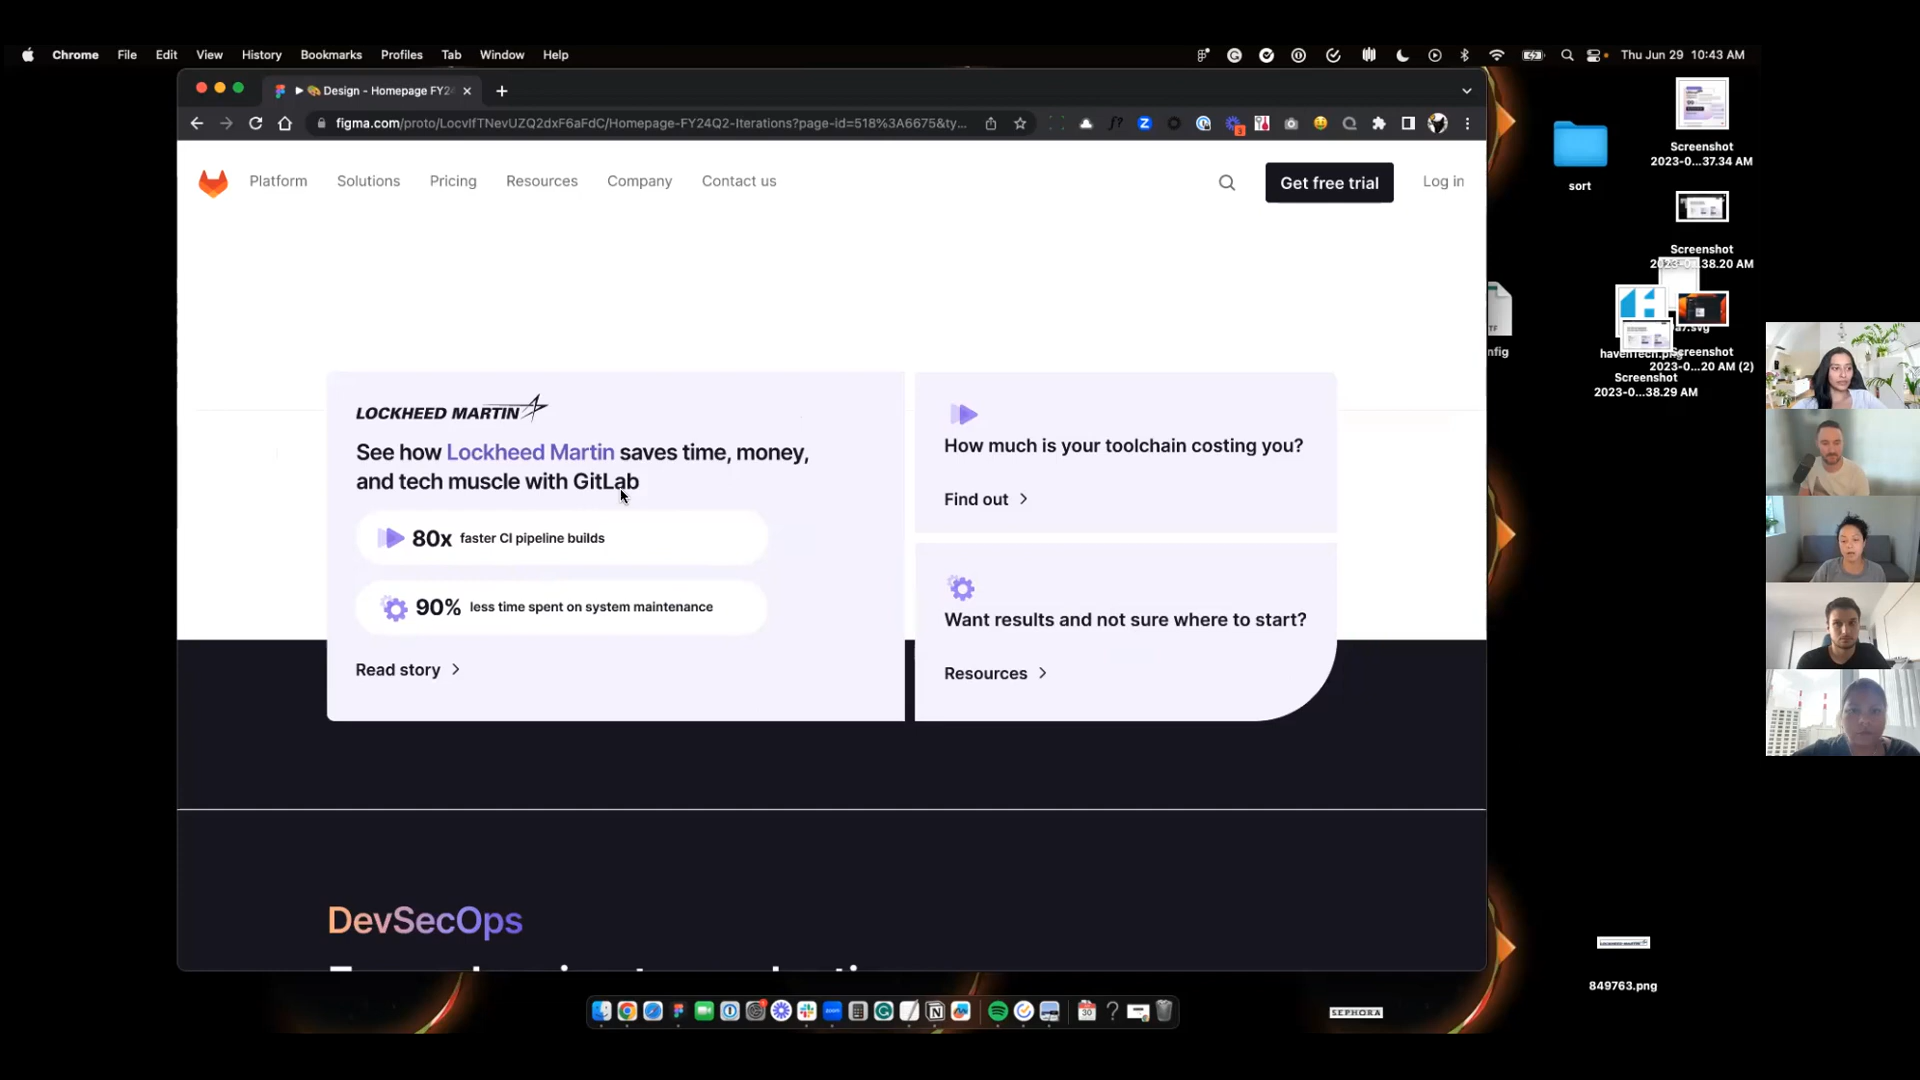 Chrome File Edit View History Bookmarks Profiles Tab Window Help
Thu Jun 29 10:43 AM
Design - Homepage FY24
figma.com/proto/LocvIfTNevUZQ2dxF6aFdC/Homepage-FY24Q2-Iterations?page-id=518%3A6675&ty...
3
Platform Solutions Pricing Resources Company Contact us
Get free trial
Log in
LOCKHEED MARTIN
See how Lockheed Martin saves time, money,
and tech muscle with GitLab
80x faster CI pipeline builds
90% less time spent on system maintenance
Read story
How much is your toolchain costing you?
Find out
Want results and not sure where to start?
Resources
DevSecOps
sort
Screenshot
2023-0...37.34 AM
Screenshot
2023-0...38.20 AM
Screenshot
2023-0...20 AM (2)
Screenshot
2023-0...38.29 AM
849763.png
SEPHORA
zoom
30